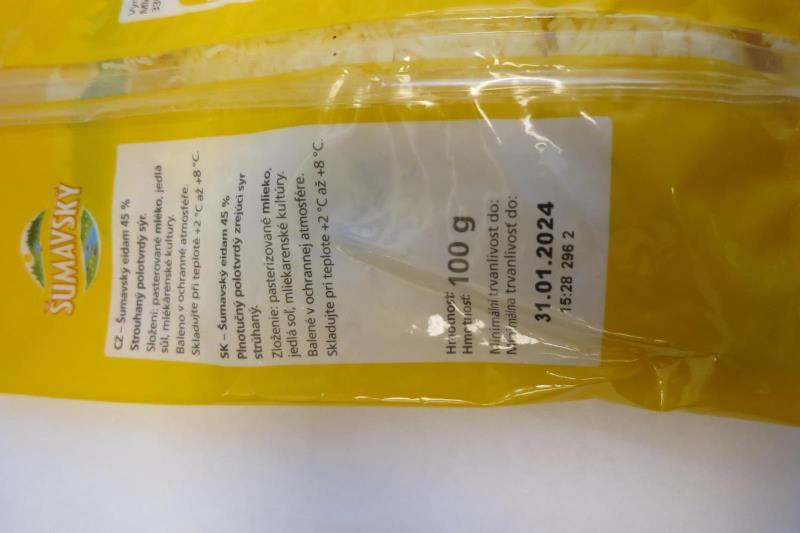 ŠUMAVSKÝ
CZ – Šumavský eidam 45 %
Strouhaný polotvrdý sýr.
Složení: pasterované mléko, jedlá
sůl, mlékárenské kultury.
Baleno v ochranné atmosféře.
Skladujte při teplotě +2 °C až +8 °C.
SK – Šumavský eidam 45 %
Plnotučný polotvrdý zrejúci syr
strúhaný.
Zloženie: pasterizované mlieko,
jedlá soľ, mliekarenské kultúry.
Balené v ochrannej atmosfére.
Skladujte pri teplote +2 °C až +8 °C.
Hmotnost:
Hmotnosť: 100 g
Minimální trvanlivost do:
Minimálna trvanlivosť do:
31.01.2024
15:28 296 2